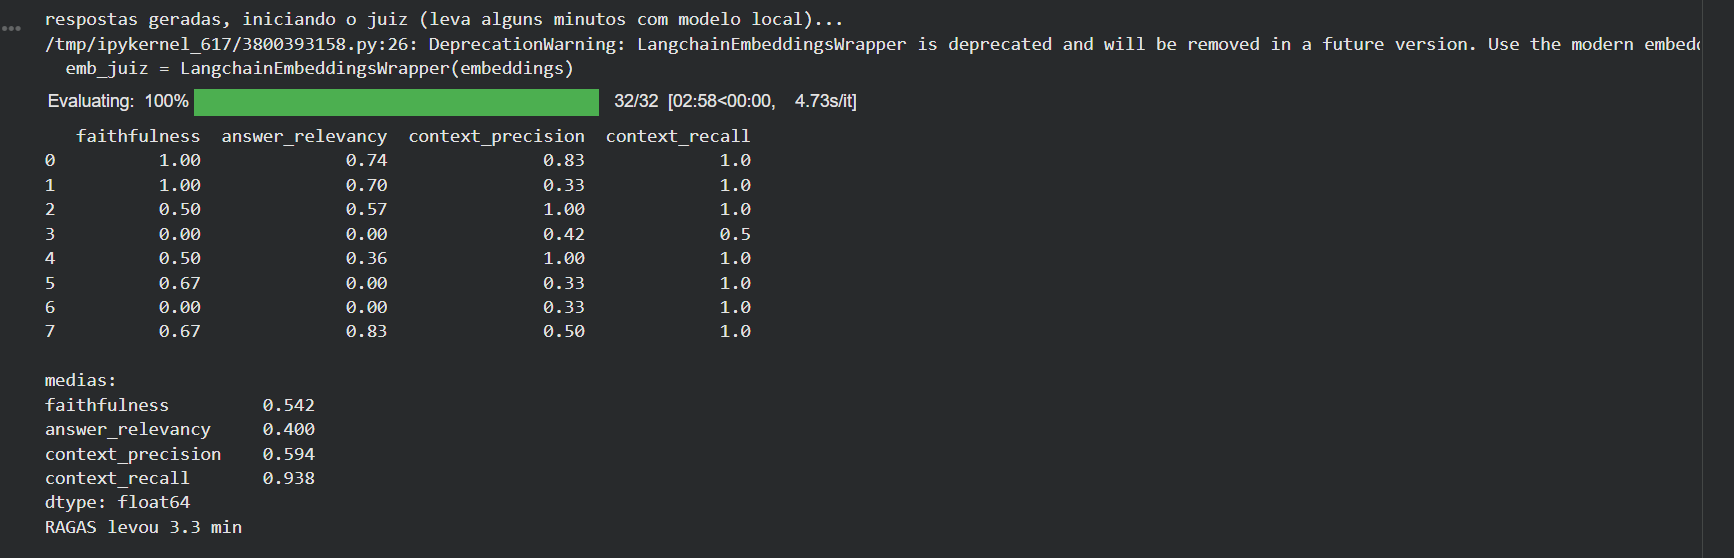 respostas geradas, iniciando o juiz (leva alguns minutos com modelo local)...
/tmp/ipykernel_617/3800393158.py:26: DeprecationWarning: LangchainEmbeddingsWrapper is deprecated and will be removed in a future version. Use the modern embed
  emb_juiz = LangchainEmbeddingsWrapper(embeddings)
Evaluating: 100% 32/32 [02:58<00:00, 4.73s/it]
   faithfulness  answer_relevancy  context_precision  context_recall
0          1.00              0.74               0.83             1.0
1          1.00              0.70               0.33             1.0
2          0.50              0.57               1.00             1.0
3          0.00              0.00               0.42             0.5
4          0.50              0.36               1.00             1.0
5          0.67              0.00               0.33             1.0
6          0.00              0.00               0.33             1.0
7          0.67              0.83               0.50             1.0
medias:
faithfulness         0.542
answer_relevancy     0.400
context_precision    0.594
context_recall       0.938
dtype: float64
RAGAS levou 3.3 min